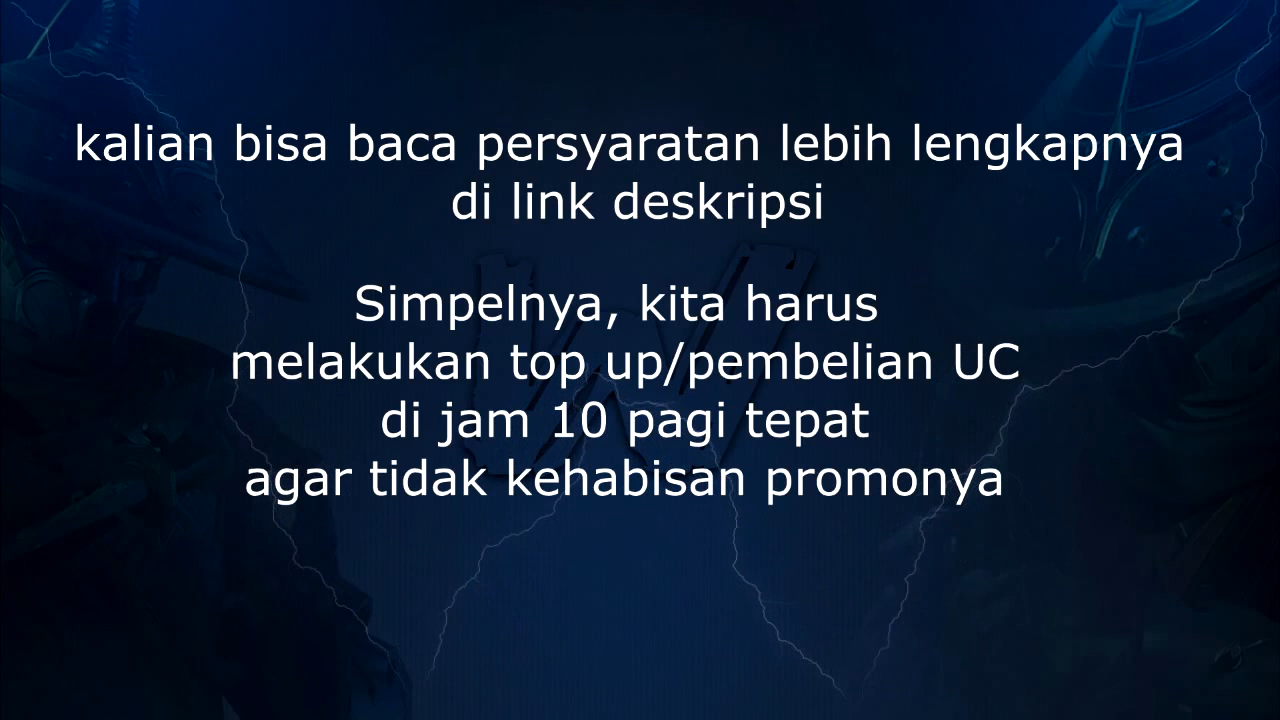 kalian bisa baca persyaratan lebih lengkapnya
di link deskripsi
Simpelnya, kita harus
melakukan top up/pembelian UC
di jam 10 pagi tepat
agar tidak kehabisan promonya